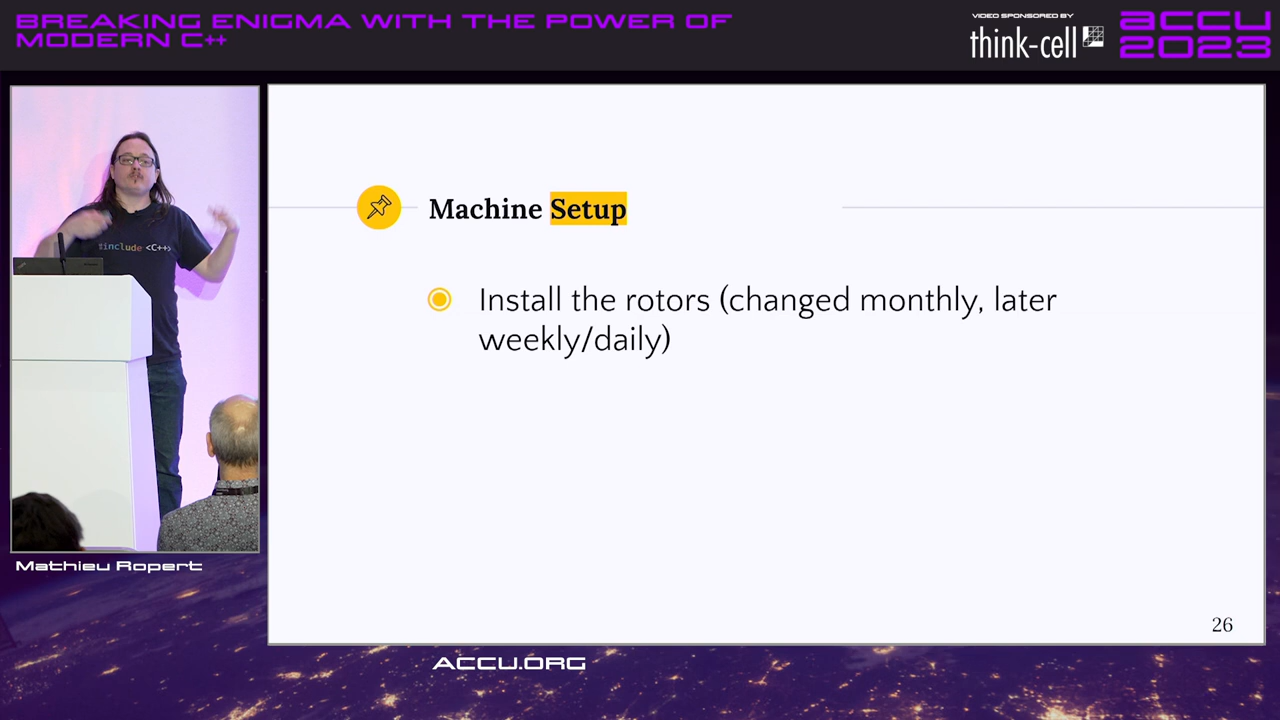 BREAKING ENIGMA WITH THE POWER OF
MODERN C++
VIDEO SPONSORED BY
think-cell
accu
2023
#include <C++>
Machine Setup
Install the rotors (changed monthly, later
weekly/daily)
26
Mathieu Ropert
ACCU.ORG